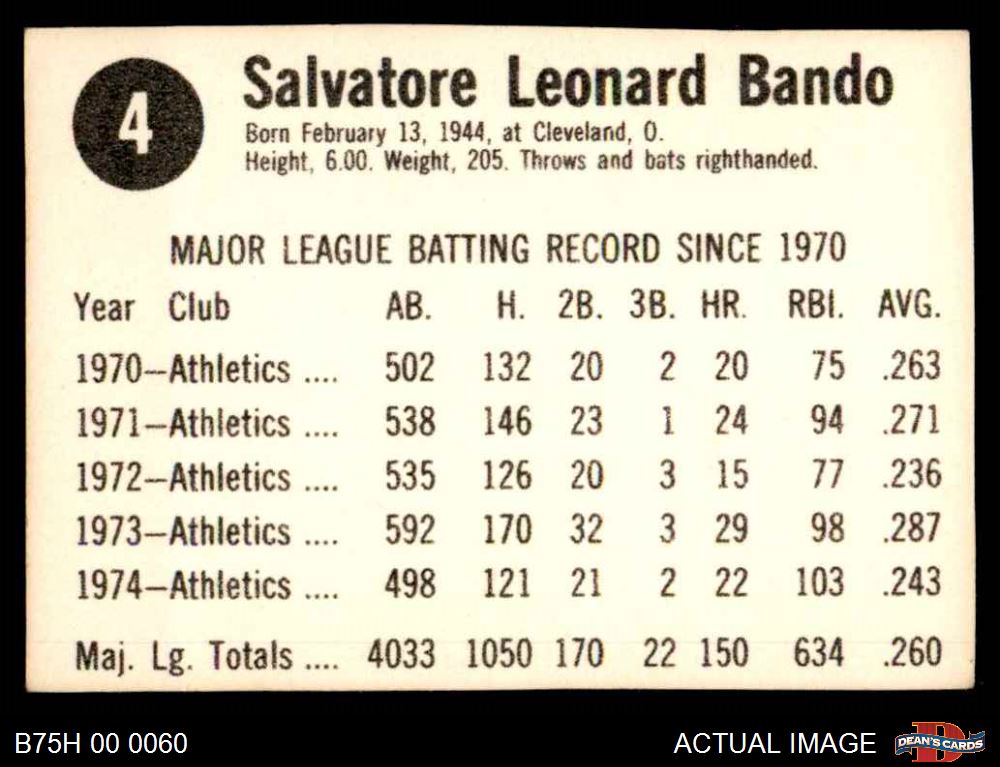 4
Salvatore Leonard Bando
Born February 13, 1944, at Cleveland, O.
Height, 6.00. Weight, 205. Throws and bats righthanded.
MAJOR LEAGUE BATTING RECORD SINCE 1970
Year Club AB. H. 2B. 3B. HR. RBI. AVG.
1970—Athletics .... 502 132 20 2 20 75 .263
1971—Athletics .... 538 146 23 1 24 94 .271
1972—Athletics .... 535 126 20 3 15 77 .236
1973—Athletics .... 592 170 32 3 29 98 .287
1974—Athletics .... 498 121 21 2 22 103 .243
Maj. Lg. Totals .... 4033 1050 170 22 150 634 .260
B75H 00 0060 ACTUAL IMAGE D DEAN'S CARDS